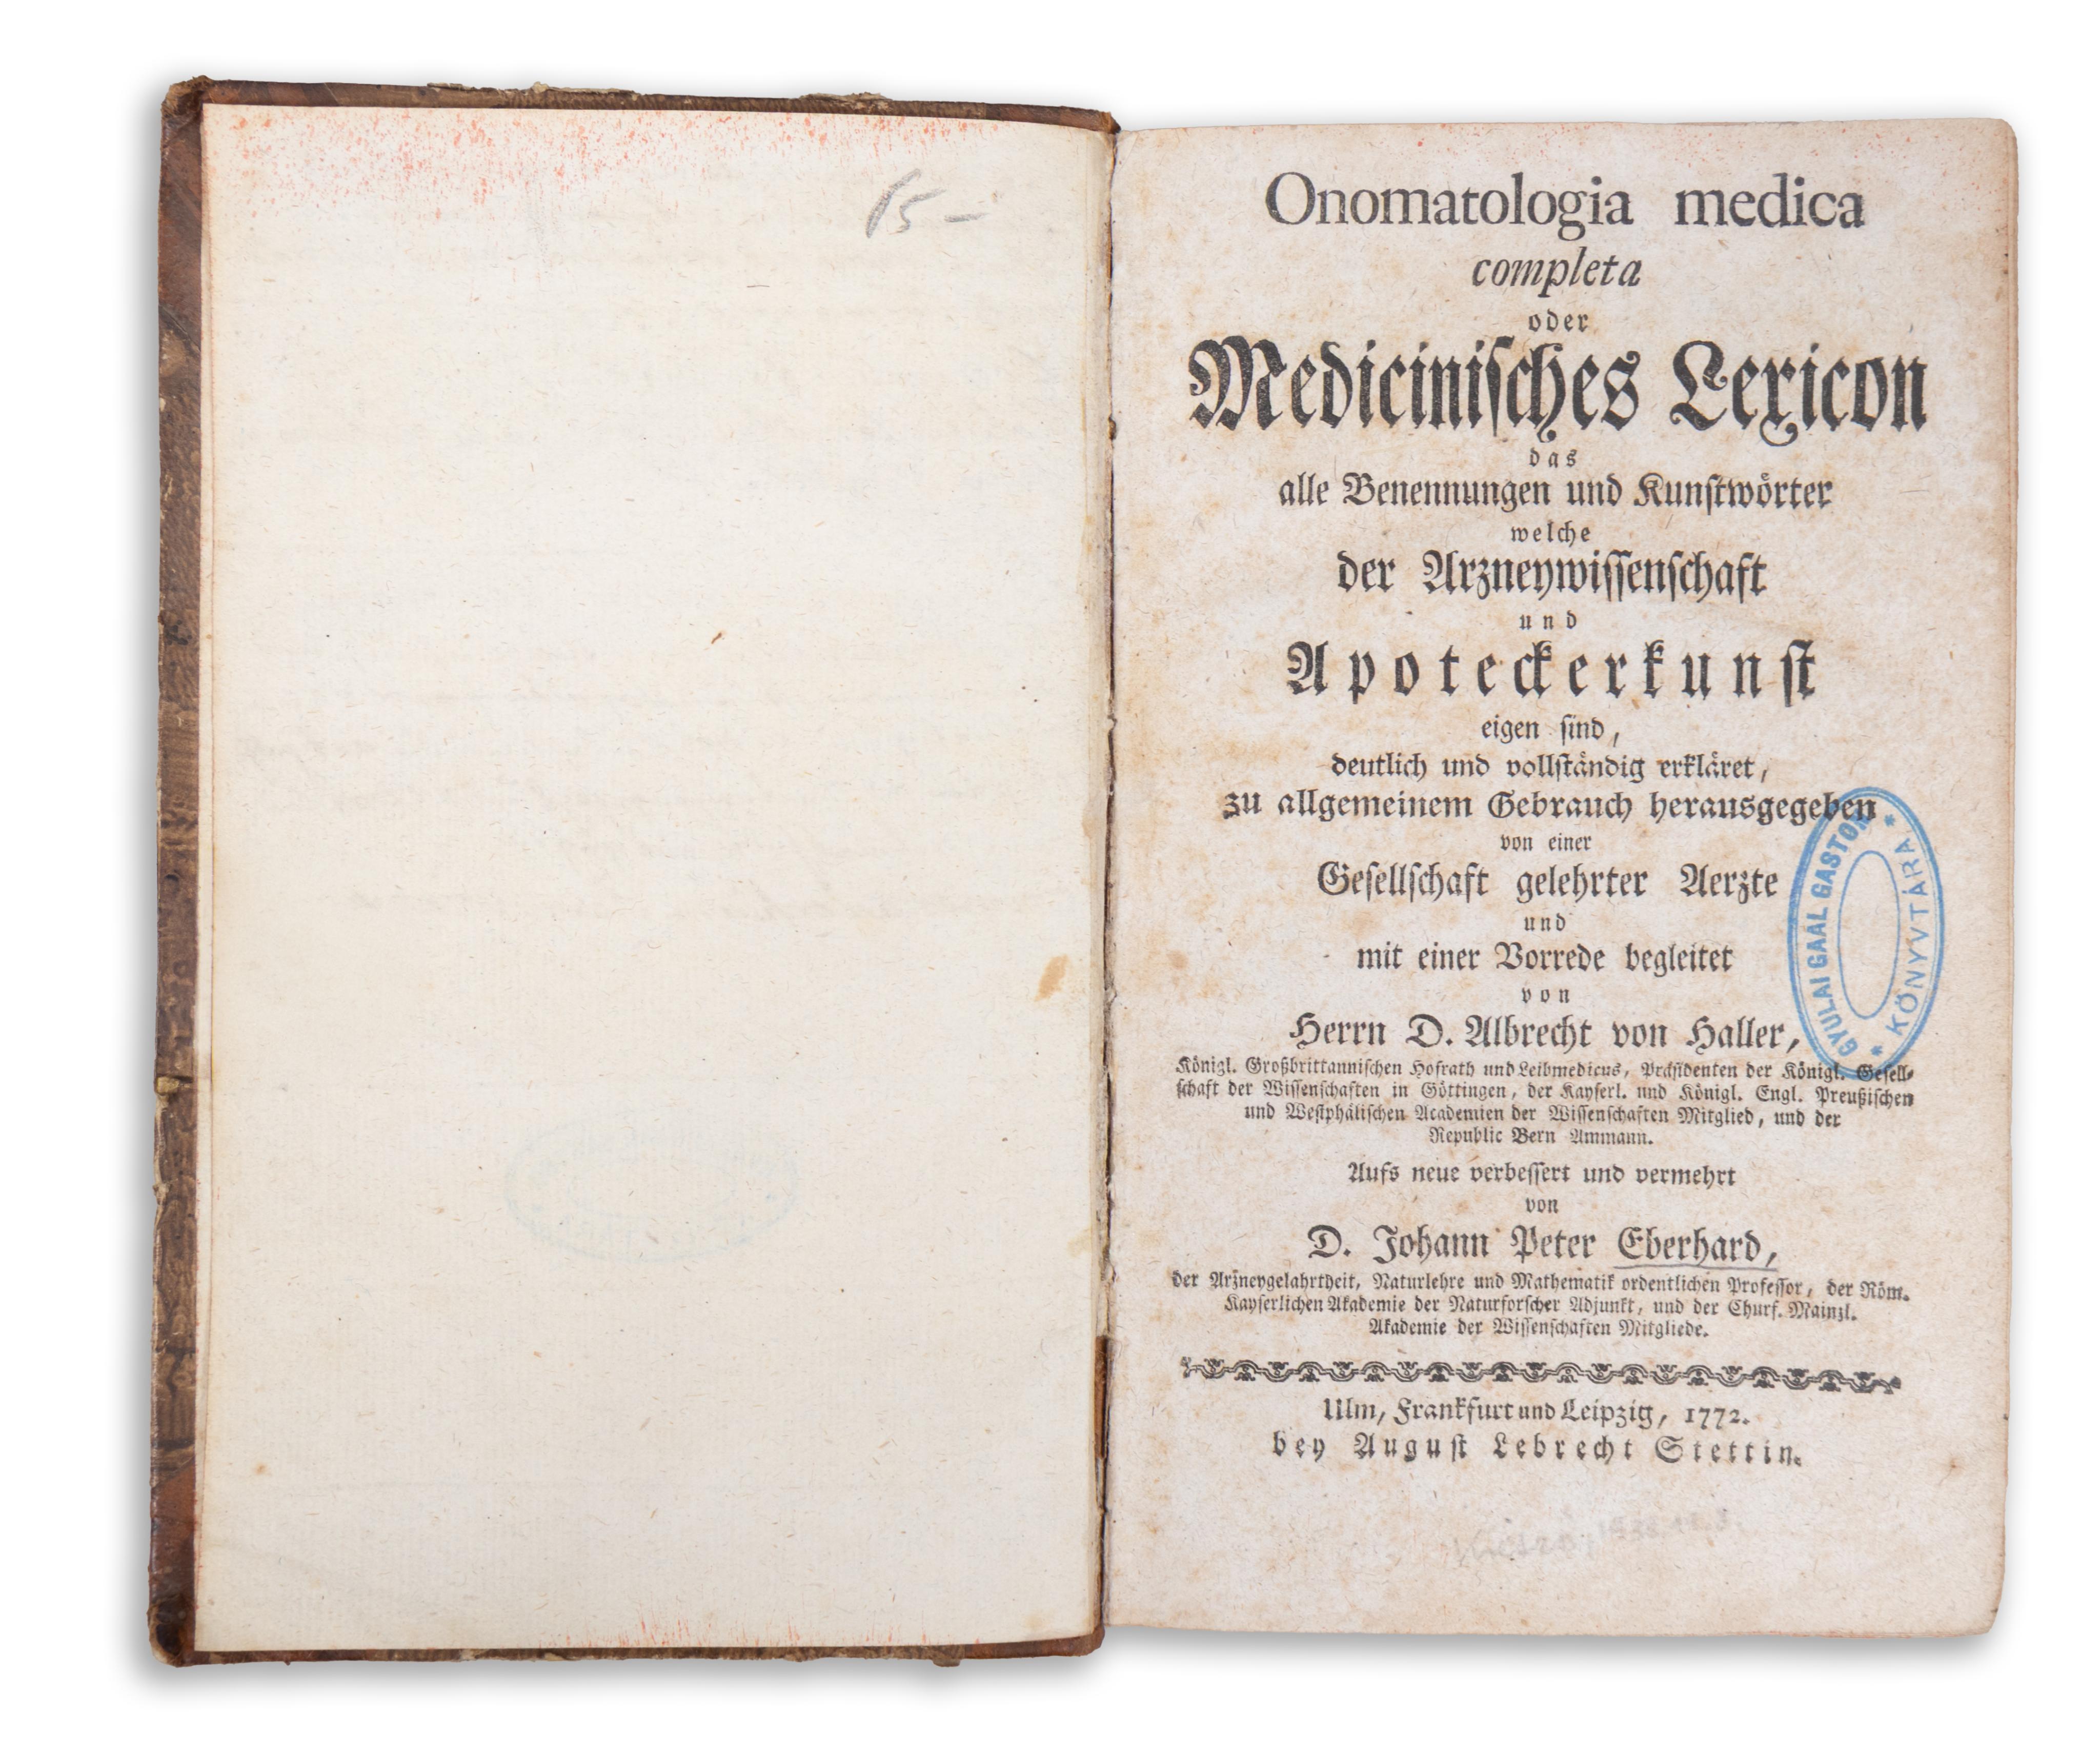 15-
Onomatologia medica
completa
oder
Medicinisches Lexicon
das
alle Benennungen und Kunstwörter
welche
der Arzneywissenschaft
und
Apoteckerkunst
eigen sind,
deutlich und vollständig erkläret,
zu allgemeinem Gebrauch herausgegeben
von einer
Gesellschaft gelehrter Aerzte
und
mit einer Vorrede begleitet
von
Herrn D. Albrecht von Haller,
Königl. Großbrittannischen Hofrath und Leibmedicus, Präsidenten der Königl. Gesell-
schaft der Wissenschaften in Göttingen, der Kayserl. und Königl. Engl. Preußischen
und Westphälischen Academien der Wissenschaften Mitglied, und der
Republic Bern Ammann.
Aufs neue verbessert und vermehrt
von
D. Johann Peter Eberhard,
der Arzneygelahrtheit, Naturlehre und Mathematik ordentlichen Professor, der Röm.
Kayserlichen Akademie der Naturforscher Adjunkt, und der Churf. Mainzl.
Akademie der Wissenschaften Mitgliede.
Ulm, Frankfurt und Leipzig, 1772.
bey August Lebrecht Stettin.
GYULAI GAAL GASTON
* KÖNYVTÁRA *